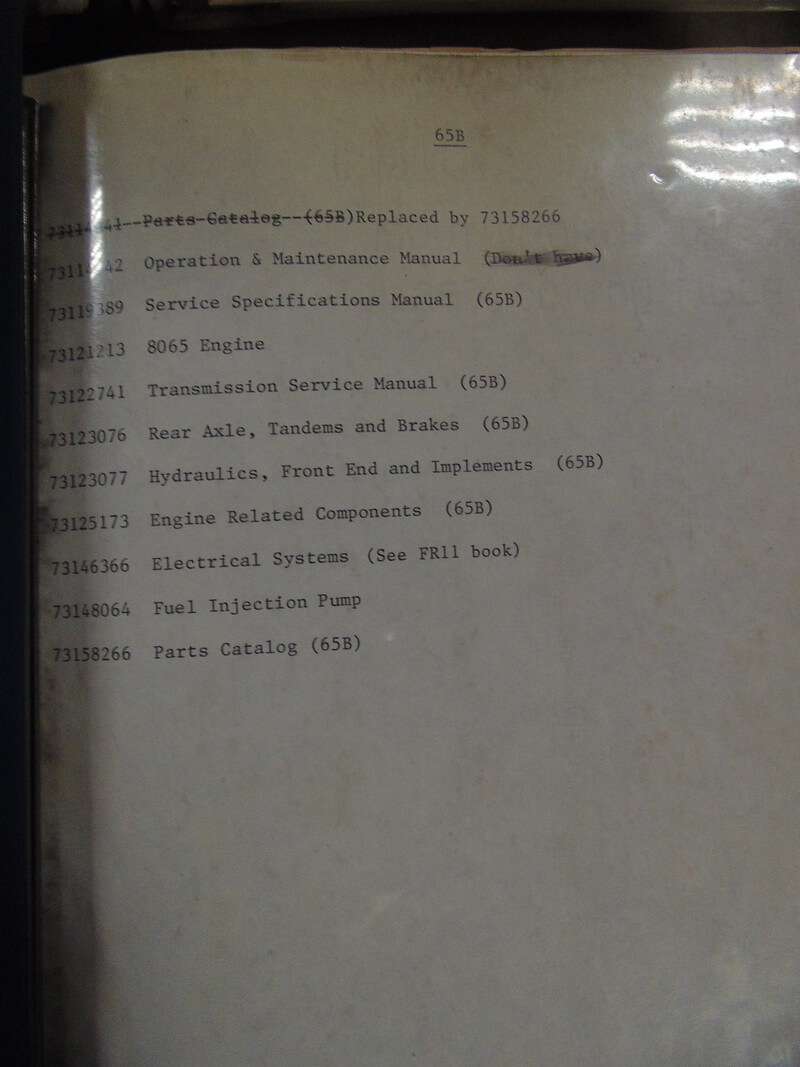 65B
Parts Catalog (65B) Replaced by 73158266
Operation & Maintenance Manual (Don't have)
Service Specifications Manual (65B)
73121213 8065 Engine
73122741 Transmission Service Manual (65B)
73123076 Rear Axle, Tandems and Brakes (65B)
73123077 Hydraulics, Front End and Implements (65B)
73125173 Engine Related Components (65B)
73146366 Electrical Systems (See FR11 book)
73148064 Fuel Injection Pump
73158266 Parts Catalog (65B)